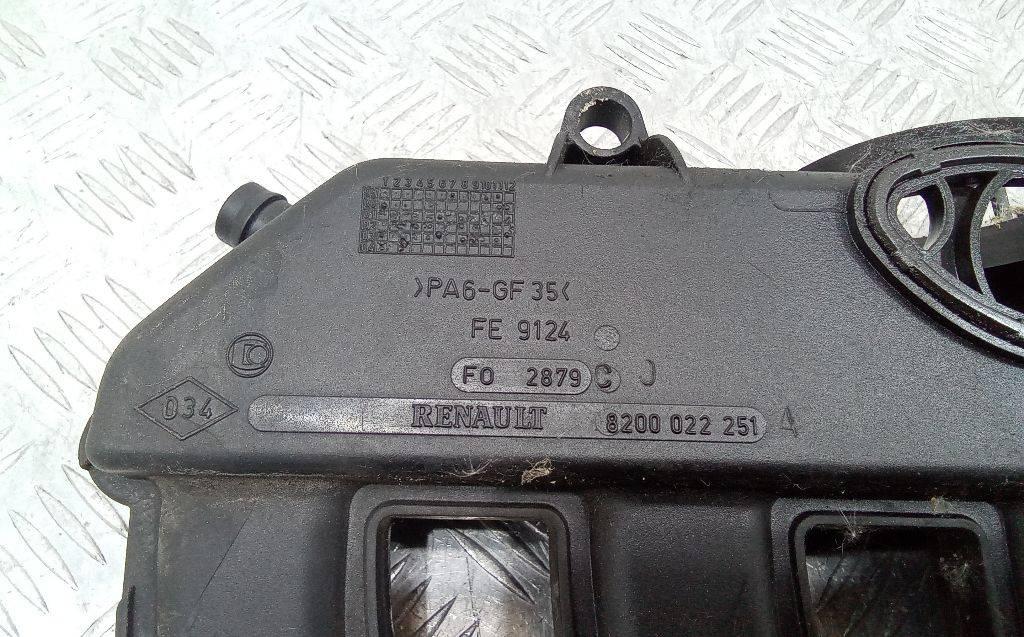 1 2 3 4 5 6 7 8 9 10 11 12
>PA6-GF 35<
FE 9124
FO 2879 C J
034
RENAULT 8200 022 251 A